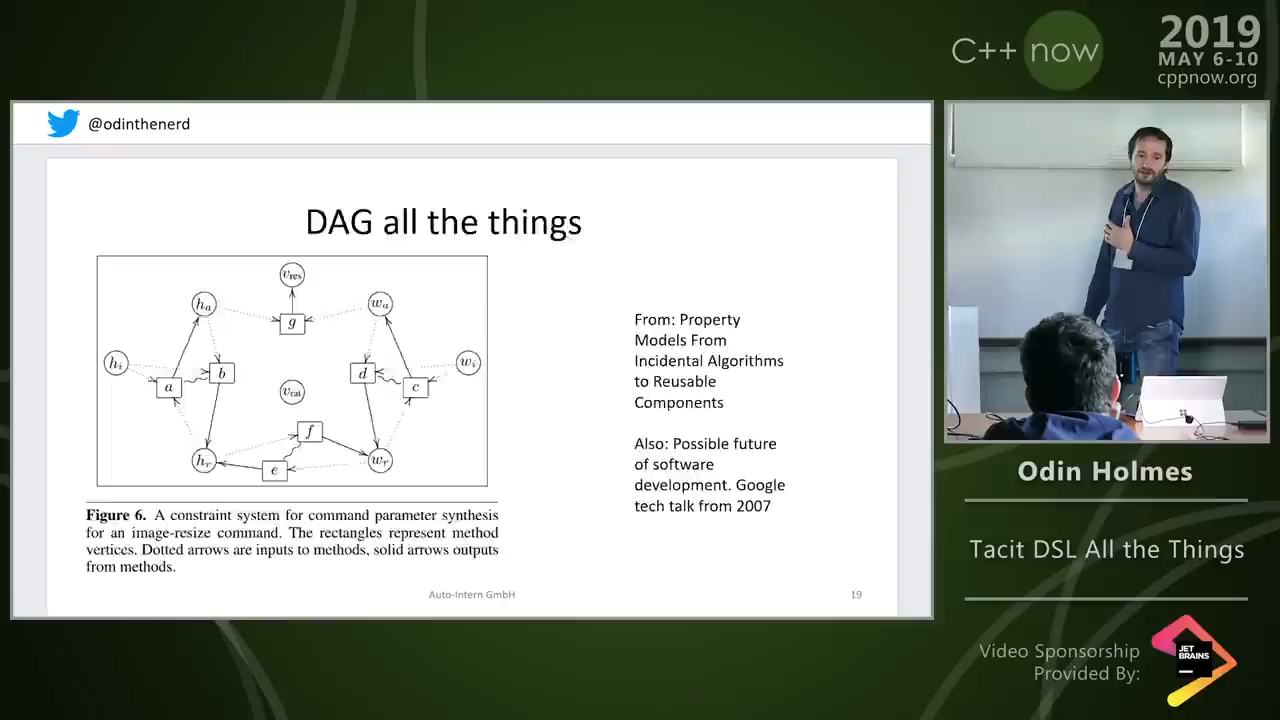 C++ now
2019
MAY 6-10
cppnow.org
@odinthenerd
DAG all the things
v_res
h_a
w_a
g
h_i
w_i
b
d
a
c
v_rat
f
h_r
w_r
e
From: Property
Models From
Incidental Algorithms
to Reusable
Components
Also: Possible future
of software
development. Google
tech talk from 2007
Figure 6. A constraint system for command parameter synthesis
for an image-resize command. The rectangles represent method
vertices. Dotted arrows are inputs to methods, solid arrows outputs
from methods.
Auto-Intern GmbH
19
Odin Holmes
Tacit DSL All the Things
Video Sponsorship
Provided By:
JET
BRAINS